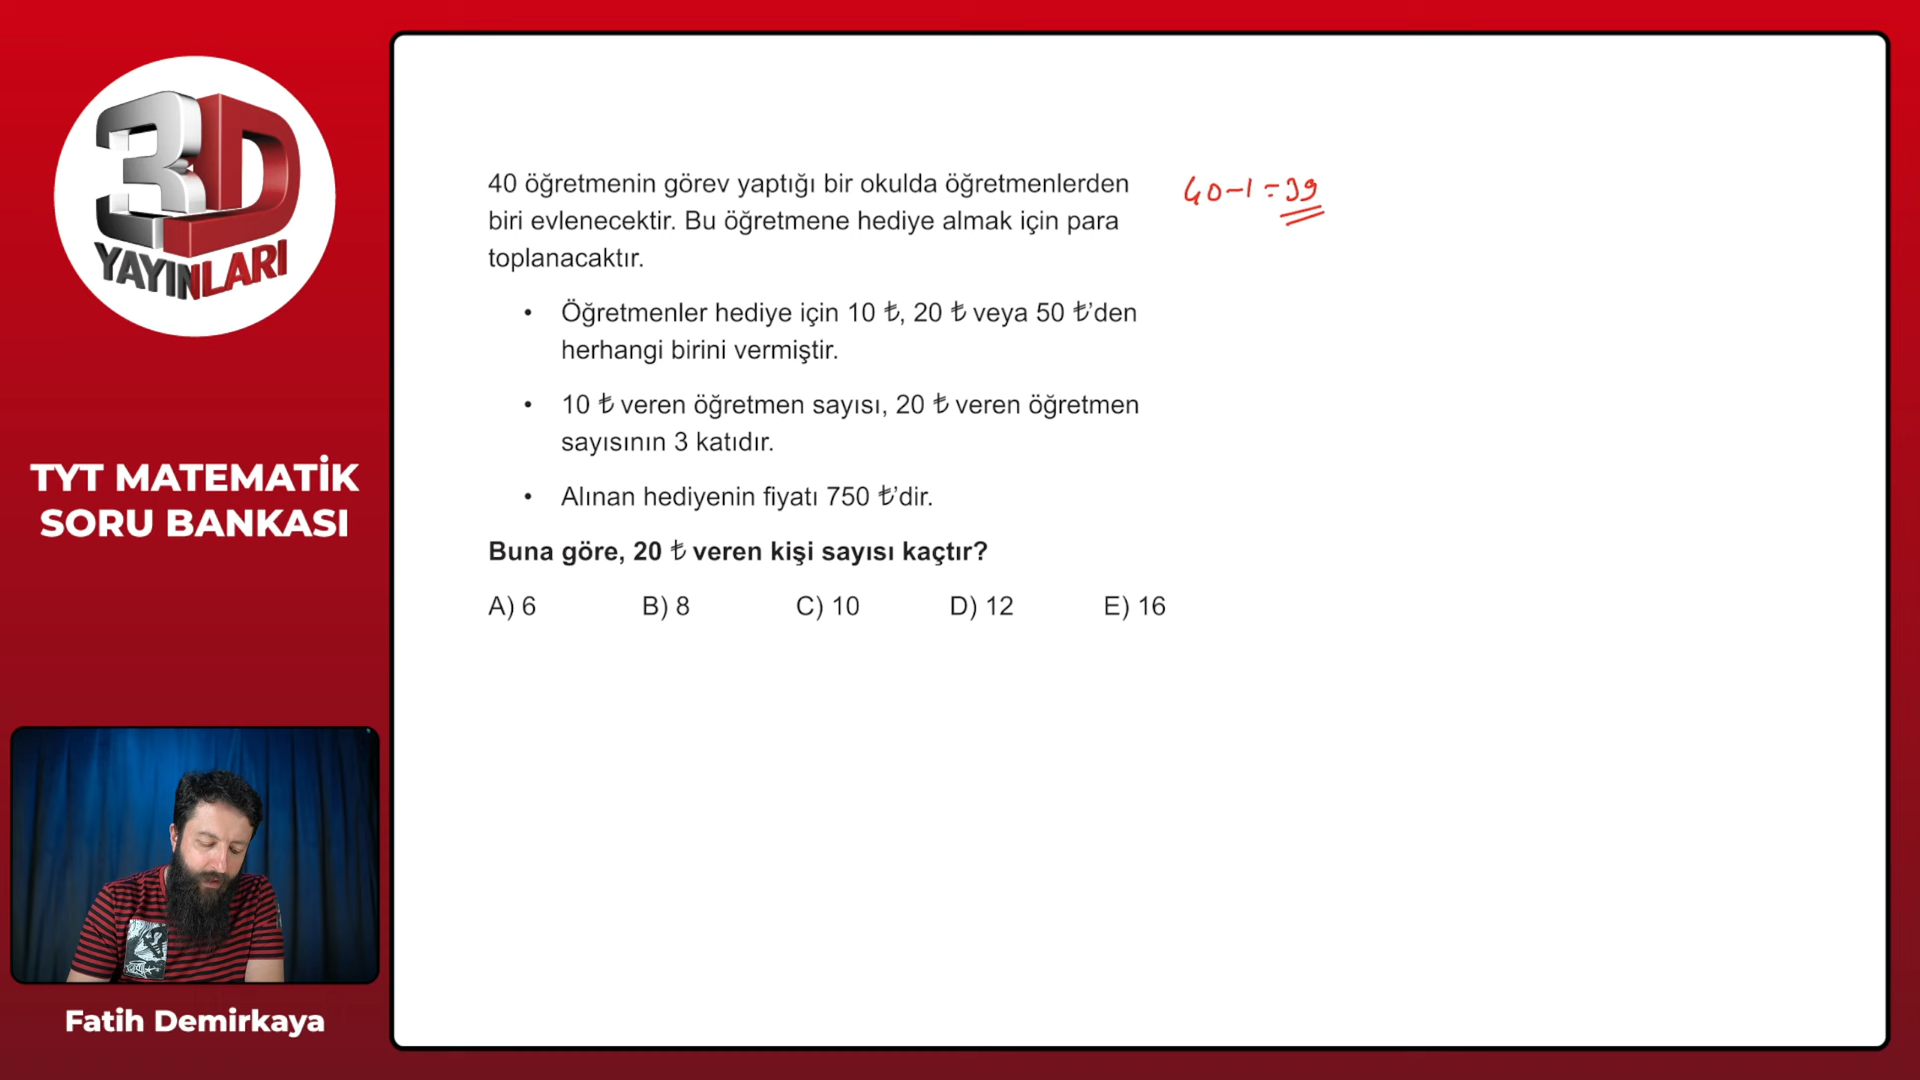 3D
YAYINLARI
TYT MATEMATİK
SORU BANKASI
Fatih Demirkaya
40 öğretmenin görev yaptığı bir okulda öğretmenlerden
biri evlenecektir. Bu öğretmene hediye almak için para
toplanacaktır.
• Öğretmenler hediye için 10 ₺, 20 ₺ veya 50 ₺’den
herhangi birini vermiştir.
• 10 ₺ veren öğretmen sayısı, 20 ₺ veren öğretmen
sayısının 3 katıdır.
• Alınan hediyenin fiyatı 750 ₺’dir.
Buna göre, 20 ₺ veren kişi sayısı kaçtır?
A) 6 B) 8 C) 10 D) 12 E) 16
40-1=39